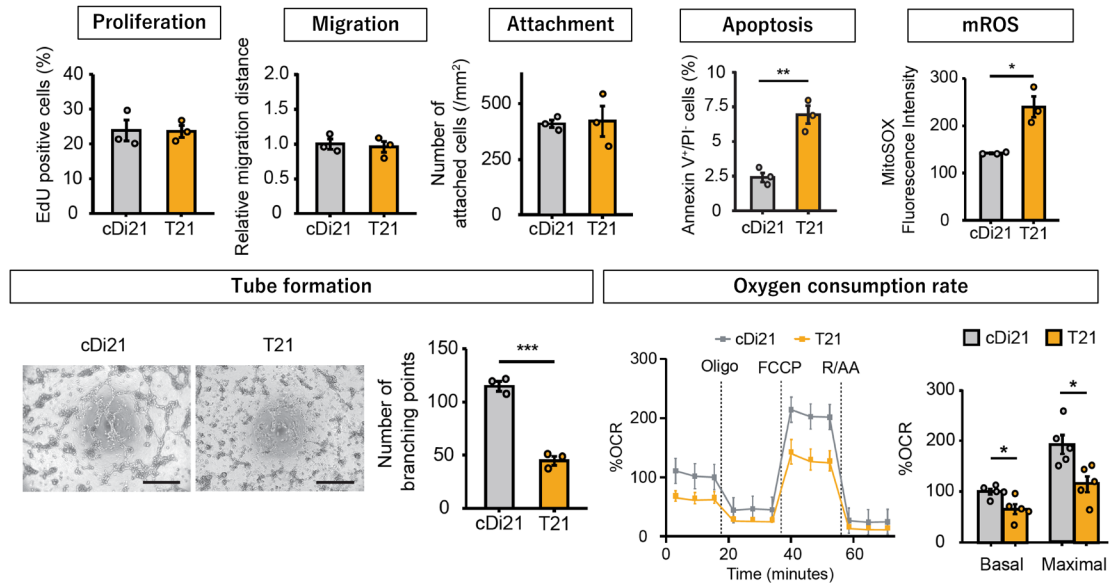 Proliferation
EdU positive cells (%)
40
30
20
10
0
cDi21 T21
Migration
Relative migration distance
2.0
1.5
1.0
0.5
0
cDi21 T21
Attachment
Number of
attached cells (/mm2)
500
250
0
cDi21 T21
Apoptosis
Annexin V+/PI- cells (%)
10
7.5
5.0
2.5
0
**
cDi21 T21
mROS
MitoSOX
Fluorescence Intensity
300
200
100
0
*
cDi21 T21
Tube formation
cDi21
T21
Number of
branching points
150
100
50
0
***
cDi21 T21
Oxygen consumption rate
cDi21 T21
Oligo FCCP R/AA
%OCR
300
200
100
0
0 20 40 60
Time (minutes)
cDi21 T21
%OCR
300
200
100
0
*
*
Basal Maximal